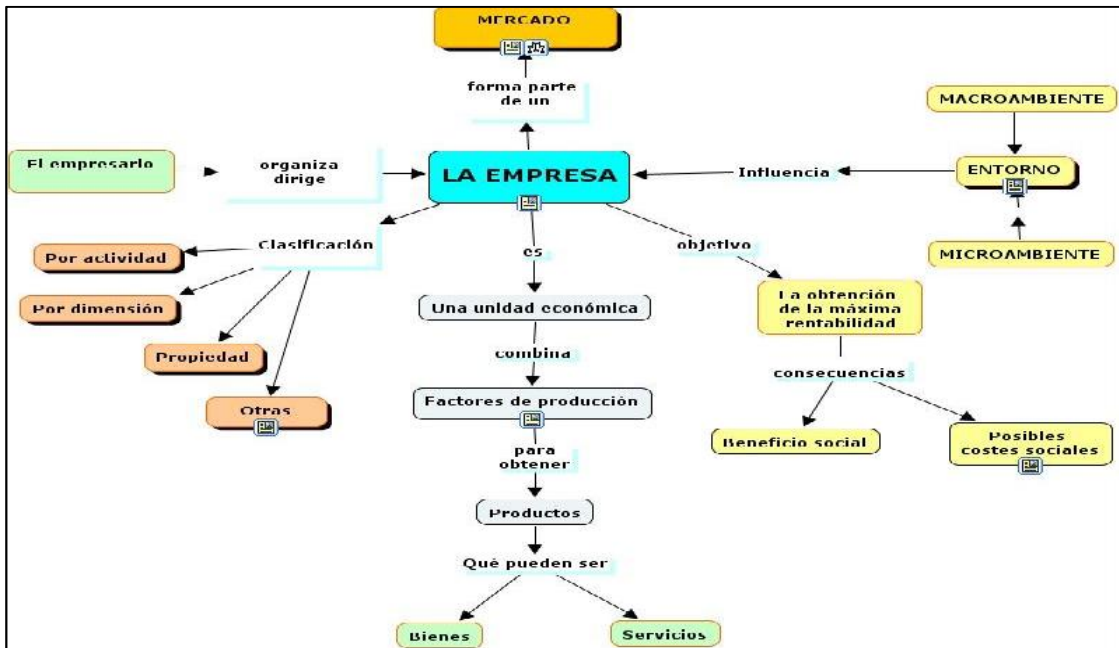 MERCADO
forma parte
de un
MACROAMBIENTE
El empresario
organiza
dirige
LA EMPRESA
Influencia
ENTORNO
Clasificación
es
objetivo
MICROAMBIENTE
Por actividad
Por dimensión
Propiedad
Otras
Una unidad económica
combina
Factores de producción
para
obtener
Productos
Qué pueden ser
Bienes
Servicios
La obtención
de la máxima
rentabilidad
consecuencias
Beneficio social
Posibles
costes sociales